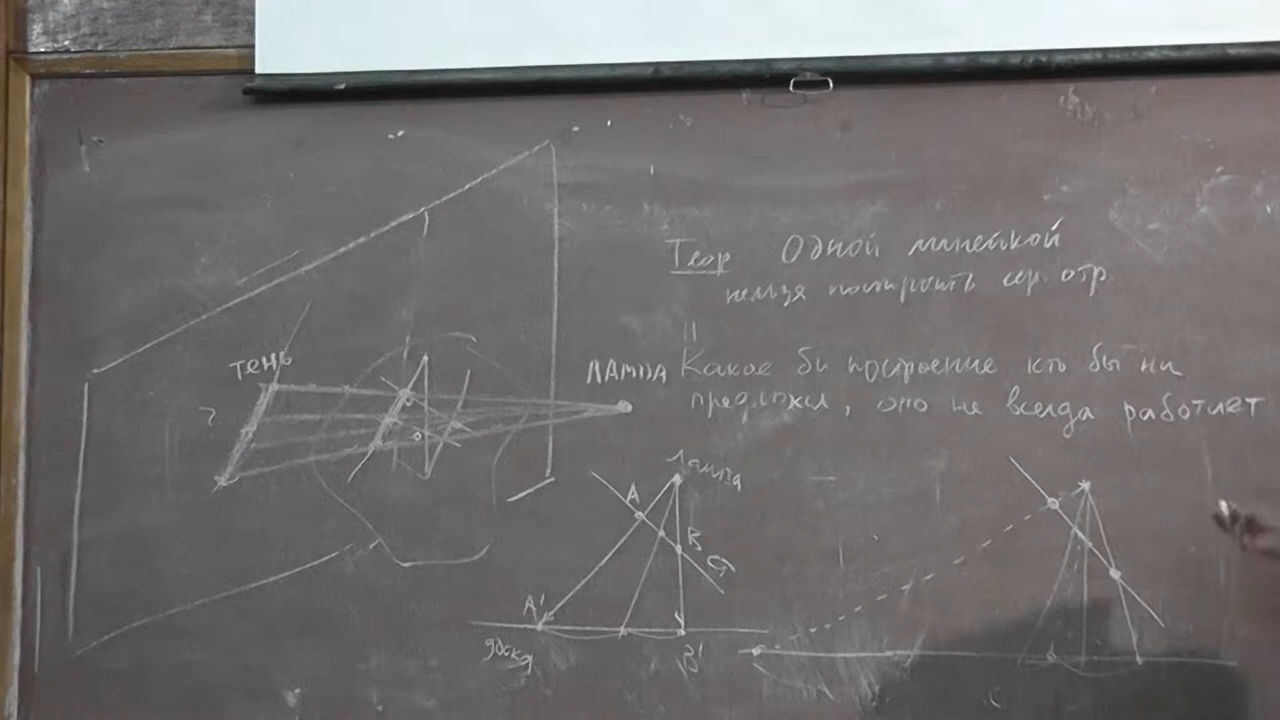 Теор Одной линейкой
нельзя построить сер. отр.
Какое бы построение кто бы ни
предложил, оно не всегда работает
ТЕНЬ
?
ЛАМПА
Лампа
A
B
A'
B'
доска